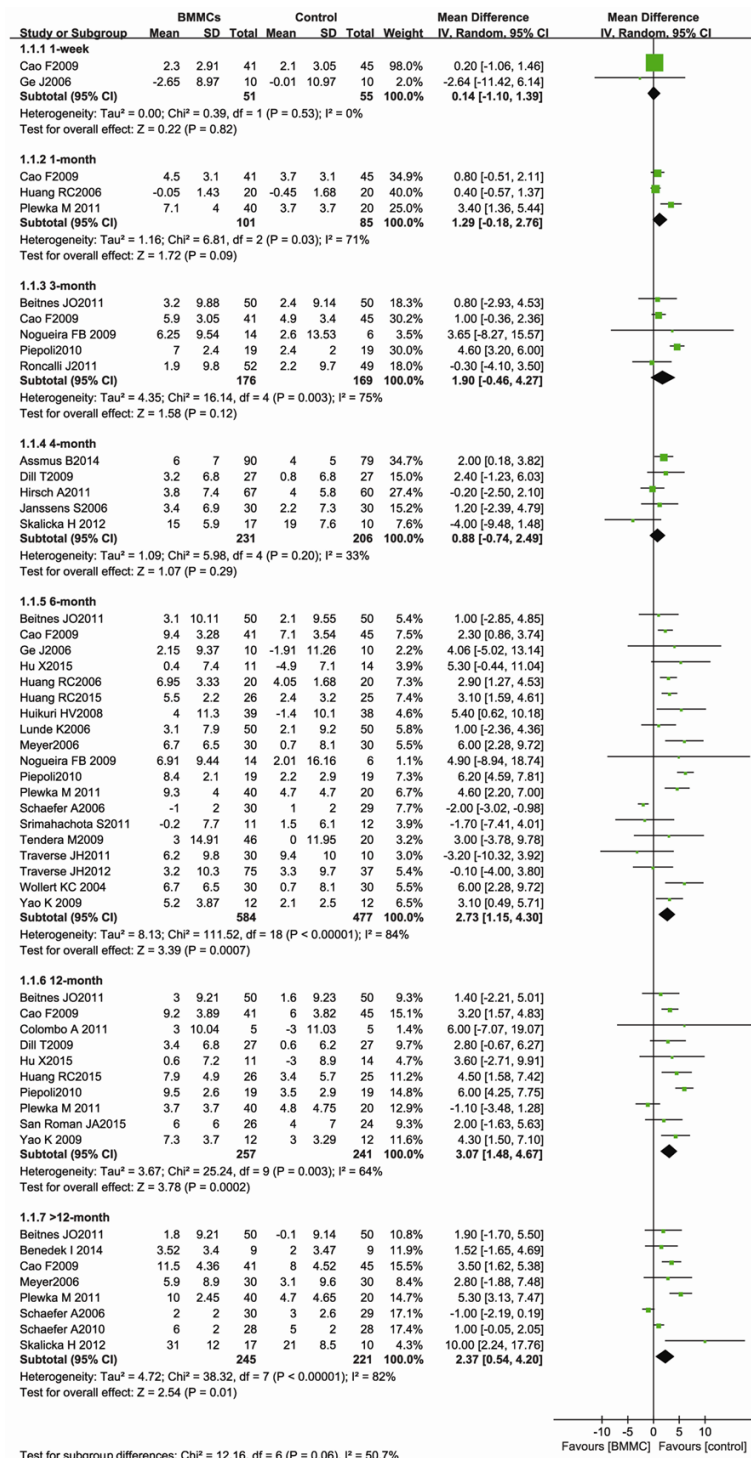 BMMCs Control Mean Difference Mean Difference
Study or Subgroup Mean SD Total Mean SD Total Weight IV, Random, 95% CI IV, Random, 95% CI
1.1.1 1-week
Cao F2009 2.3 3.05 41 2.1 3.05 45 98.0% 0.20 [-1.06, 1.46]
Ge J2006 -2.65 8.97 10 -0.01 10.97 10 2.0% -2.64 [-11.42, 6.14]
Subtotal (95% CI) 51 55 100.0% 0.14 [-1.10, 1.39]
Heterogeneity: Tau² = 0.00; Chi² = 0.39, df = 1 (P = 0.53); I² = 0%
Test for overall effect: Z = 0.22 (P = 0.82)
1.1.2 1-month
Cao F2009 4.5 3.1 41 3.7 3.1 45 34.9% 0.80 [-0.51, 2.11]
Huang RC2006 -0.05 1.43 20 -0.45 1.68 20 40.0% 0.40 [-0.57, 1.37]
Plewka M 2011 7.1 4 40 3.7 3.7 20 25.0% 3.40 [1.36, 5.44]
Subtotal (95% CI) 101 85 100.0% 1.29 [-0.18, 2.76]
Heterogeneity: Tau² = 1.16; Chi² = 6.81, df = 2 (P = 0.03); I² = 71%
Test for overall effect: Z = 1.72 (P = 0.09)
1.1.3 3-month
Beitnes JO2011 3.2 9.88 50 2.4 9.14 50 18.3% 0.80 [-2.93, 4.53]
Cao F2009 5.9 3.05 41 4.9 3.4 45 30.2% 1.00 [-0.36, 2.36]
Nogueira FB 2009 6.25 9.54 14 2.6 13.53 6 3.5% 3.65 [-8.27, 15.57]
Piepoli2010 7 2.4 19 2.4 2 19 30.0% 4.60 [3.20, 6.00]
Roncalli J2011 1.9 9.8 52 2.2 9.7 49 18.0% -0.30 [-4.10, 3.50]
Subtotal (95% CI) 176 169 100.0% 1.90 [-0.46, 4.27]
Heterogeneity: Tau² = 4.35; Chi² = 16.14, df = 4 (P = 0.003); I² = 75%
Test for overall effect: Z = 1.58 (P = 0.12)
1.1.4 4-month
Assmus B2014 6 7 90 4 5 79 34.7% 2.00 [0.18, 3.82]
Dill T2009 3.2 6.8 27 0.8 6.8 27 15.0% 2.40 [-1.23, 6.03]
Hirsch A2011 3.8 7.4 67 4 5.8 60 27.4% -0.20 [-2.50, 2.10]
Janssens S2006 3.4 6.9 30 2.2 7.3 30 15.2% 1.20 [-2.39, 4.79]
Skalicka H 2012 15 5.9 17 19 7.6 10 7.6% -4.00 [-9.48, 1.48]
Subtotal (95% CI) 231 206 100.0% 0.88 [-0.74, 2.49]
Heterogeneity: Tau² = 1.09; Chi² = 5.98, df = 4 (P = 0.20); I² = 33%
Test for overall effect: Z = 1.07 (P = 0.29)
1.1.5 6-month
Beitnes JO2011 3.1 10.11 50 2.1 9.55 50 5.4% 1.00 [-2.85, 4.85]
Cao F2009 9.4 3.28 41 7.1 3.54 45 7.5% 2.30 [0.86, 3.74]
Ge J2006 2.15 9.37 10 -1.91 11.26 10 2.2% 4.06 [-5.02, 13.14]
Hu X2015 0.4 7.4 11 -4.9 7.1 14 3.9% 5.30 [-0.44, 11.04]
Huang RC2006 6.95 3.33 20 4.05 1.68 20 7.3% 2.90 [1.27, 4.53]
Huang RC2015 5.5 2.2 26 2.4 3.2 25 7.4% 3.10 [1.59, 4.61]
Huikuri HV2008 4 11.3 39 -1.4 10.1 38 4.6% 5.40 [0.62, 10.18]
Lunde K2006 3.1 7.9 50 2.1 9.2 50 5.9% 1.00 [-2.36, 4.36]
Meyer2006 6.7 6.5 30 0.7 8.1 30 5.5% 6.00 [2.28, 9.72]
Nogueira FB 2009 6.91 9.44 14 2.01 16.16 6 1.1% 4.90 [-8.94, 18.74]
Piepoli2010 8.4 2.1 19 2.2 2.9 19 7.3% 6.20 [4.59, 7.81]
Plewka M 2011 9.3 4 40 4.7 4.7 20 6.7% 4.60 [2.20, 7.00]
Schaefer A2006 -1 2 30 1 2 29 7.7% -2.00 [-3.02, -0.98]
Srimahachota S2011 -0.2 7.7 11 1.5 6.1 12 3.9% -1.70 [-7.41, 4.01]
Tendera M2009 3 14.91 46 0 11.95 20 3.3% 3.00 [-3.78, 9.78]
Traverse JH2011 6.2 9.8 30 9.4 10 10 3.1% -3.20 [-10.32, 3.92]
Traverse JH2012 3.2 10.3 75 3.3 9.7 37 5.3% -0.10 [-4.00, 3.80]
Wollert KC 2004 6.7 6.5 30 0.7 8.1 30 5.5% 6.00 [2.28, 9.72]
Yao K 2009 5.2 3.87 12 2.1 2.5 12 6.5% 3.10 [0.49, 5.71]
Subtotal (95% CI) 584 477 100.0% 2.73 [1.15, 4.30]
Heterogeneity: Tau² = 8.13; Chi² = 111.52, df = 18 (P < 0.00001); I² = 84%
Test for overall effect: Z = 3.39 (P = 0.0007)
1.1.6 12-month
Beitnes JO2011 3 9.21 50 1.6 9.23 50 9.3% 1.40 [-2.21, 5.01]
Cao F2009 9.2 3.89 41 6 3.82 45 14.9% 3.20 [1.57, 4.83]
Colombo A 2011 3 10.04 5 -3 11.03 5 1.4% 6.00 [-7.07, 19.07]
Dill T2009 3.4 6.8 27 0.6 6.2 27 9.6% 2.80 [-0.67, 6.27]
Hu X2015 0.6 7.2 11 -3 8.9 14 4.9% 3.60 [-2.71, 9.91]
Huang RC2015 7.9 4.9 26 3.4 5.7 25 11.2% 4.50 [1.58, 7.42]
Piepoli2010 9.5 2.6 19 3.5 2.9 19 14.5% 6.00 [4.25, 7.75]
Plewka M 2011 3.7 3.7 40 4.8 4.75 20 12.9% -1.10 [-3.48, 1.28]
San Roman JA2015 6 6 26 4 7 24 9.3% 2.00 [-1.63, 5.63]
Yao K 2009 7.3 3.7 12 3 3.29 12 11.6% 4.30 [1.50, 7.10]
Subtotal (95% CI) 257 241 100.0% 3.07 [1.48, 4.67]
Heterogeneity: Tau² = 3.67; Chi² = 25.24, df = 9 (P = 0.003); I² = 64%
Test for overall effect: Z = 3.78 (P = 0.0002)
1.1.7 >12-month
Beitnes JO2011 1.8 9.21 50 -0.1 9.14 50 10.8% 1.90 [-1.70, 5.50]
Benedek I 2014 3.52 3.4 9 2 3.47 9 11.9% 1.52 [-1.65, 4.69]
Cao F2009 11.5 4.36 41 8 4.52 45 15.4% 3.50 [1.62, 5.38]
Meyer2006 5.9 8.9 30 3.1 9.6 30 8.4% 2.80 [-1.88, 7.48]
Plewka M 2011 10 2.45 40 4.7 4.65 20 14.7% 5.30 [3.13, 7.47]
Schaefer A2006 2 2 30 3 2.6 29 17.1% -1.00 [-2.19, 0.19]
Schaefer A2010 6 2 28 5 2 28 17.4% 1.00 [-0.05, 2.05]
Skalicka H 2012 31 12 17 21 8.5 10 4.3% 10.00 [2.24, 17.76]
Subtotal (95% CI) 245 221 100.0% 2.37 [0.54, 4.20]
Heterogeneity: Tau² = 4.72; Chi² = 38.32, df = 7 (P < 0.00001); I² = 82%
Test for overall effect: Z = 2.54 (P = 0.01)
-10 -5 0 5 10
Favours [BMMC] Favours [control]
Test for subgroup differences: Chi² = 12.16, df = 6 (P = 0.06), I² = 50.7%